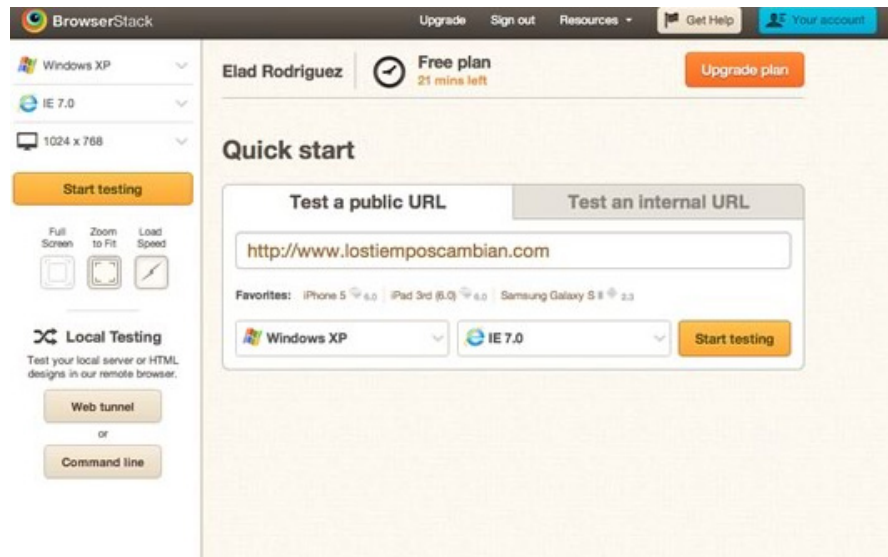 BrowserStack
Upgrade Sign out Resources Get Help Your account
Windows XP
IE 7.0
1024 x 768
Start testing
Full Screen
Zoom to Fit
Load Speed
Local Testing
Test your local server or HTML
designs in our remote browser.
Web tunnel
or
Command line
Elad Rodriguez
Free plan
21 mins left
Upgrade plan
Quick start
Test a public URL
Test an internal URL
http://www.lostiemposcambian.com
Favorites: iPhone 5 6.0 iPad 3rd (6.0) 6.0 Samsung Galaxy S II 2.3
Windows XP
IE 7.0
Start testing